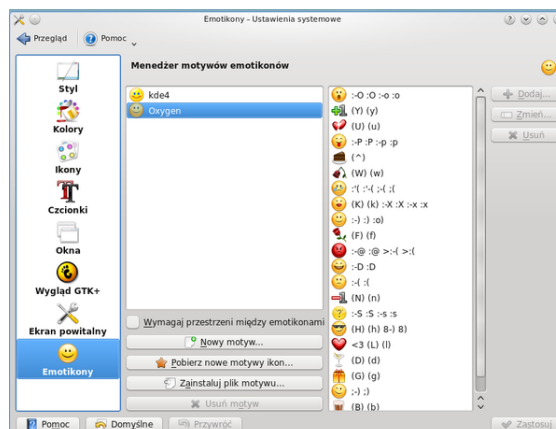 Emotikony – Ustawienia systemowe
Przegląd
Pomoc
Styl
Kolory
Ikony
Czcionki
Okna
Wygląd GTK+
Ekran powitalny
Emotikony
Menedżer motywów emotikonów
kde4
Oxygen
Wymagaj przestrzeni między emotikonami
Nowy motyw...
Pobierz nowe motywy ikon...
Zainstaluj plik motywu...
Usuń motyw
:-O :O :-o :o
(Y) (y)
(U) (u)
:-P :P :-p :p
(^)
(W) (w)
:'( :'-( ;-( ;(
(K) (k) :-X :X :-x :x
:-) :) :o)
(F) (f)
:-@ :@ >:-( >:(
:-D :D
:-( :(
(N) (n)
:-S :S :-s :s
(H) (h) 8-) 8)
<3 (L) (l)
(D) (d)
(G) (g)
;-) ;)
(B) (b)
Dodaj...
Zmień...
Usuń
Pomoc
Domyślne
Przywróć
Zastosuj